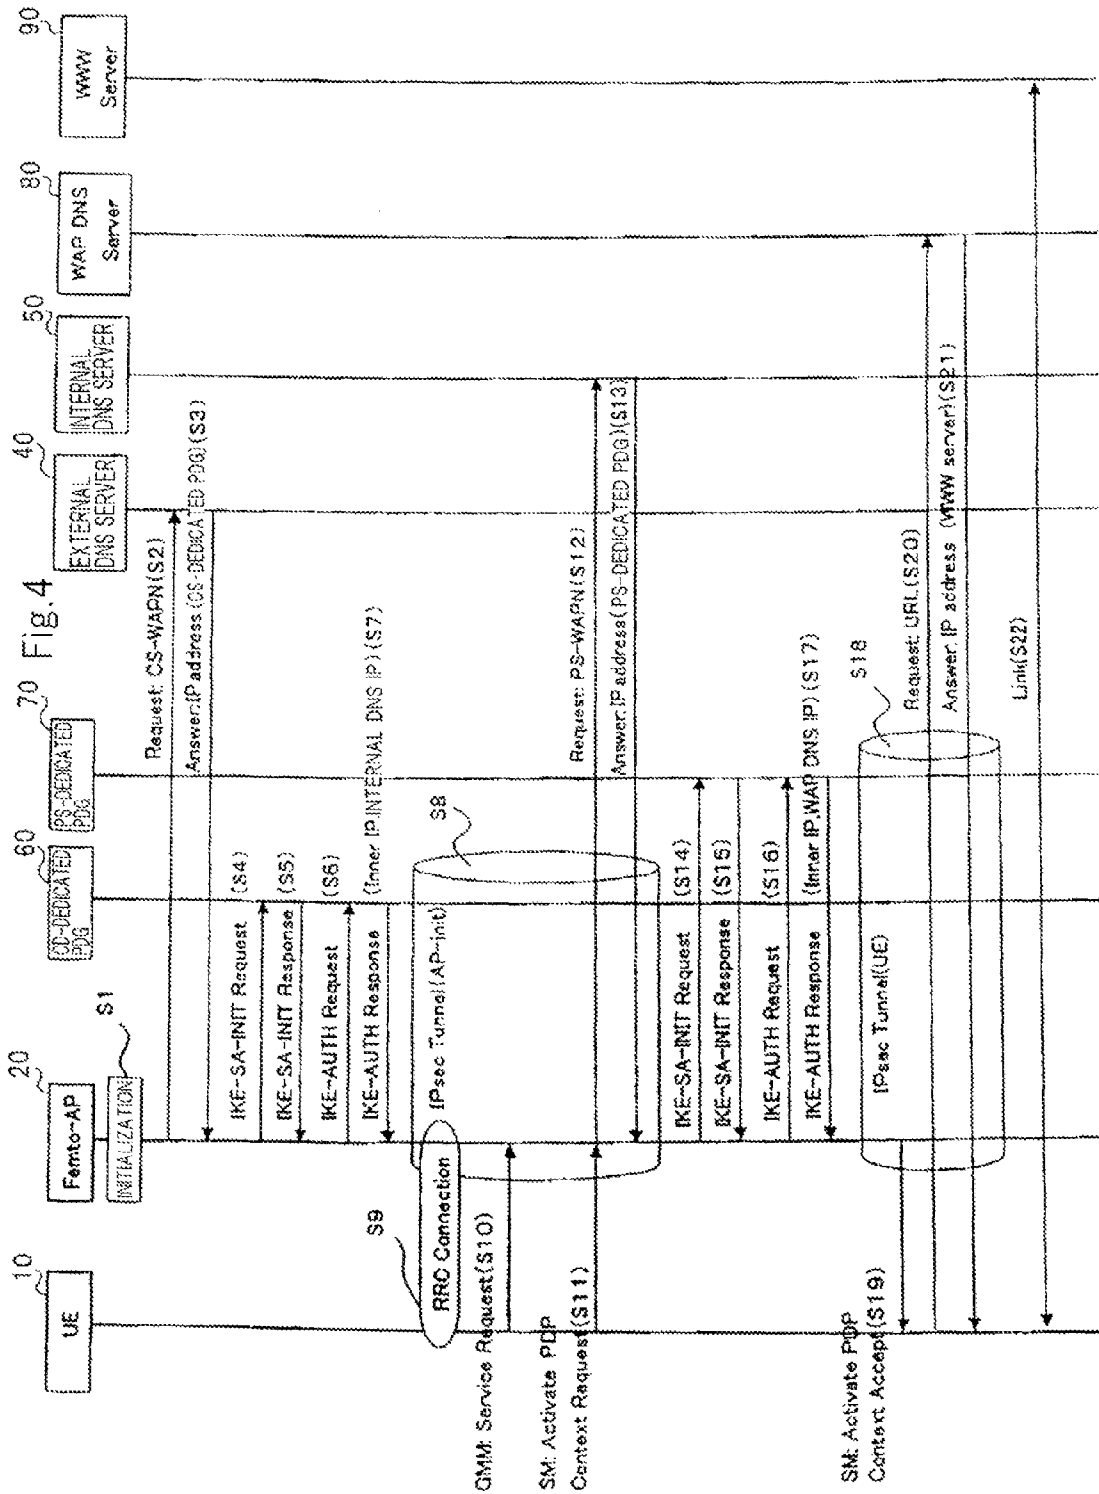 Fig.4
10
UE
20
Femto-AP
S1
INITIALIZATION
60
CD-DEDICATED
PDG
70
PS-DEDICATED
PDG
40
EXTERNAL
DNS SERVER
50
INTERNAL
DNS SERVER
80
WAP DNS
Server
90
WWW
Server
Request: CS-WAPN(S2)
Answer:IP address (CS-DEDICATED PDG)(S3)
IKE-SA-INIT Request (S4)
IKE-SA-INIT Response (S5)
IKE-AUTH Request (S6)
IKE-AUTH Response (Inner IP,INTERNAL DNS IP)(S7)
IPsec Tunnel(AP-init)
S8
S9
RRC Connection
GMM: Service Request(S10)
SM: Activate PDP
Context Request(S11)
Request: PS-WAPN(S12)
Answer:IP address(PS-DEDICATED PDG)(S13)
IKE-SA-INIT Request (S14)
IKE-SA-INIT Response (S15)
IKE-AUTH Request (S16)
IKE-AUTH Response (Inner IP,WAP DNS IP)(S17)
IPsec Tunnel(UE)
S18
SM: Activate PDP
Context Accept(S19)
Request: URL(S20)
Answer: IP address (WWW server)(S21)
Link(S22)